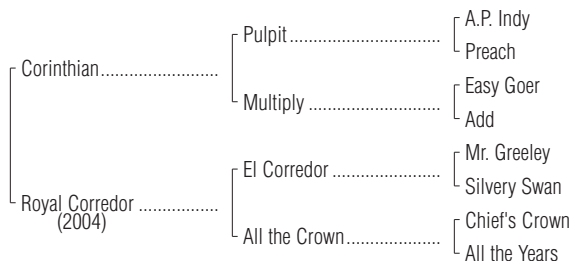 A.P. Indy
Pulpit
Preach
Corinthian
Easy Goer
Multiply
Add
Mr. Greeley
El Corredor
Silvery Swan
Royal Corredor
(2004)
Chief's Crown
All the Crown
All the Years